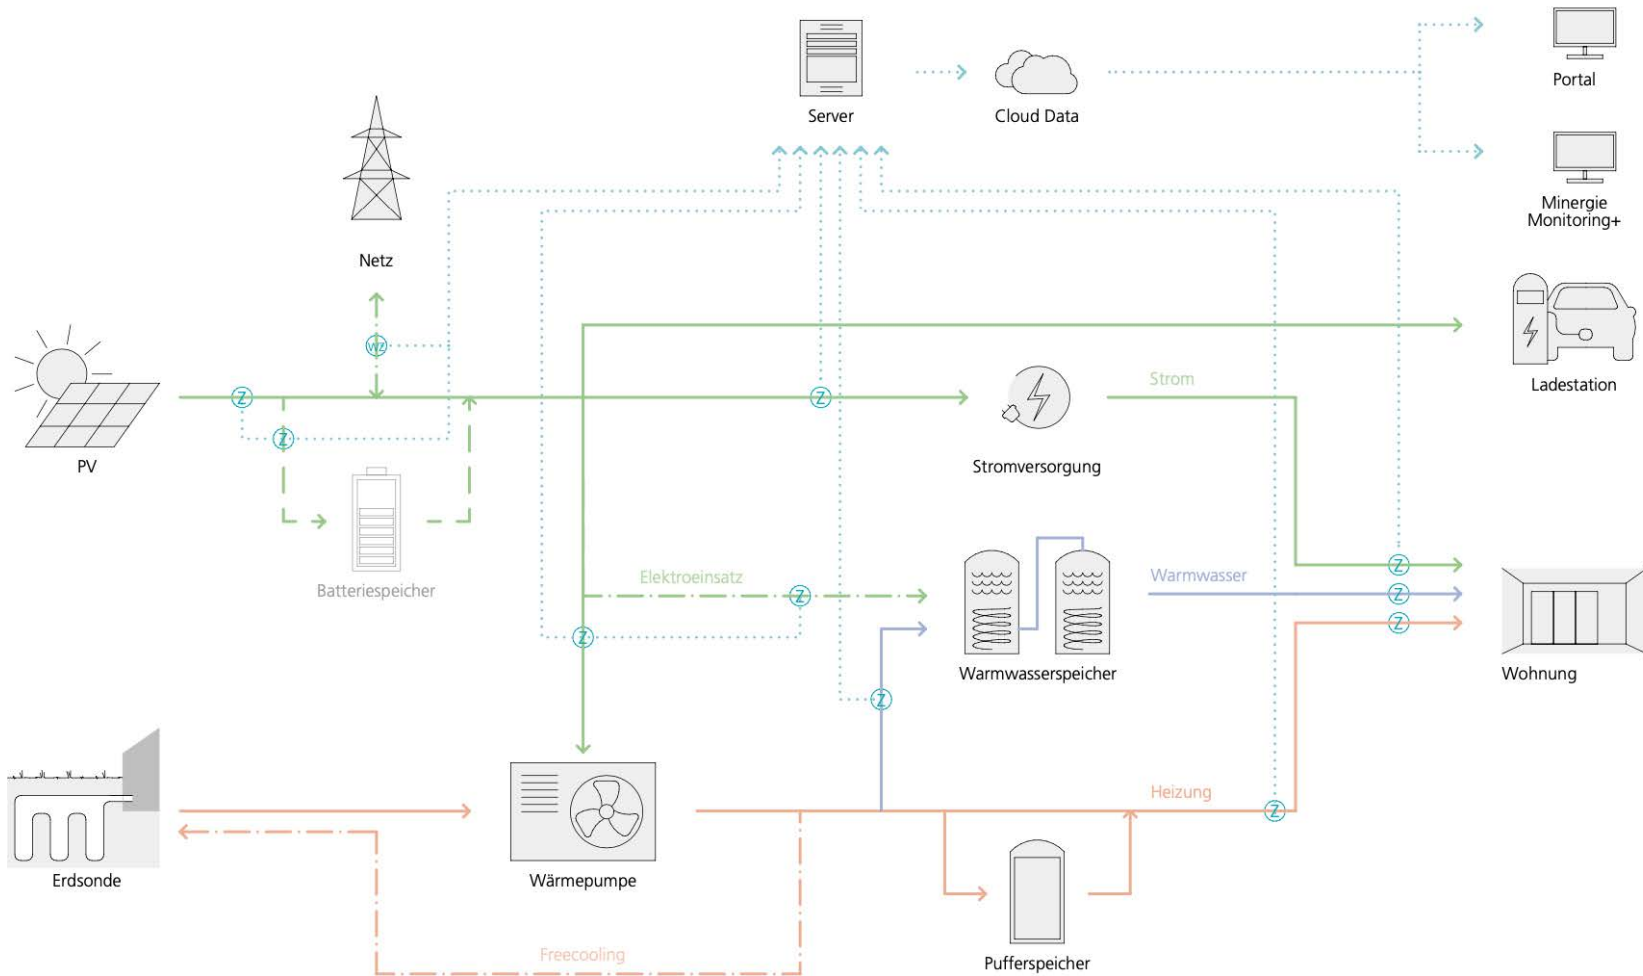 Portal
Server
Cloud Data
Minergie
Monitoring+
Netz
wz
Ladestation
Strom
Z
Z
Z
PV
Stromversorgung
Batteriespeicher
Elektroeinsatz
Z
Warmwasser
Z
Z
Z
Z
Warmwasserspeicher
Wohnung
Z
Heizung
Z
Erdsonde
Wärmepumpe
Freecooling
Pufferspeicher